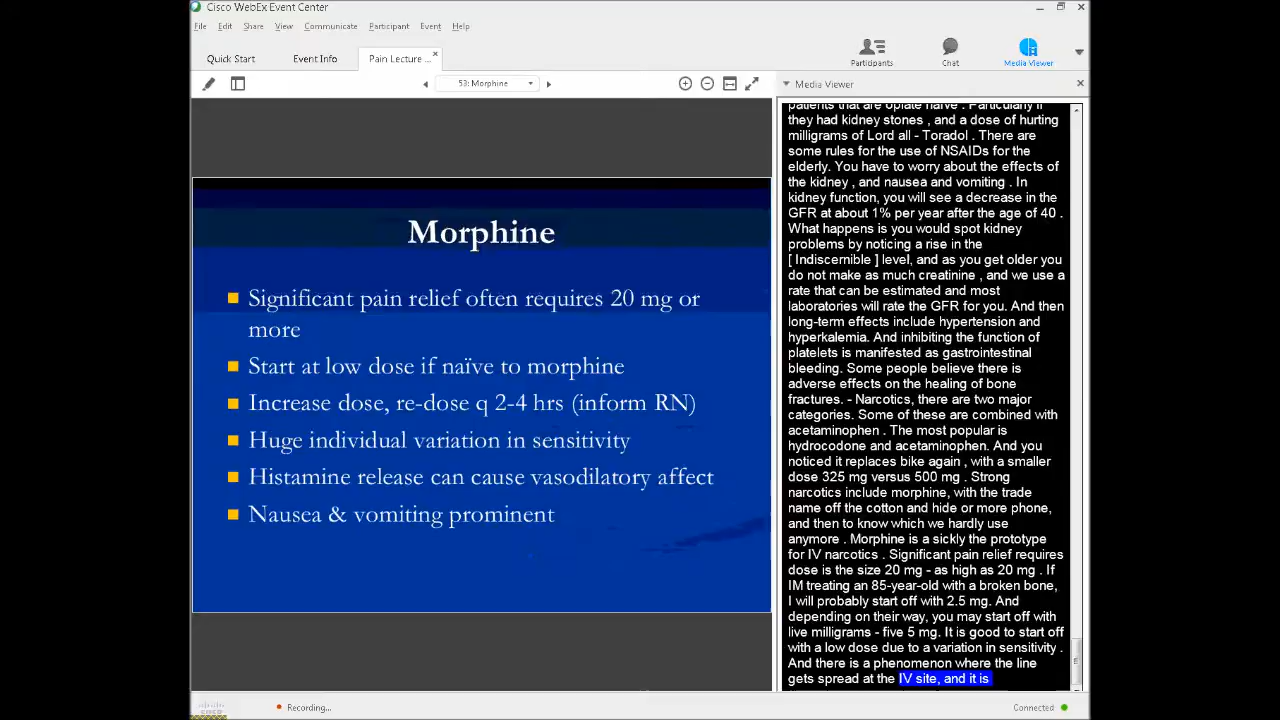 Cisco WebEx Event Center
File Edit Share View Communicate Participant Event Help
Quick Start Event Info Pain Lecture ...
Participants Chat Media Viewer
53: Morphine
Media Viewer
Morphine
Significant pain relief often requires 20 mg or
more
Start at low dose if naïve to morphine
Increase dose, re-dose q 2-4 hrs (inform RN)
Huge individual variation in sensitivity
Histamine release can cause vasodilatory affect
Nausea & vomiting prominent
patients that are opiate naïve . Particularly if
they had kidney stones , and a dose of hurting
milligrams of Lord all - Toradol . There are
some rules for the use of NSAIDs for the
elderly. You have to worry about the effects of
the kidney , and nausea and vomiting . In
kidney function, you will see a decrease in the
GFR at about 1% per year after the age of 40 .
What happens is you would spot kidney
problems by noticing a rise in the
[ Indiscernible ] level, and as you get older you
do not make as much creatinine , and we use a
rate that can be estimated and most
laboratories will rate the GFR for you. And then
long-term effects include hypertension and
hyperkalemia. And inhibiting the function of
platelets is manifested as gastrointestinal
bleeding. Some people believe there is
adverse effects on the healing of bone
fractures. - Narcotics, there are two major
categories. Some of these are combined with
acetaminophen . The most popular is
hydrocodone and acetaminophen. And you
noticed it replaces bike again , with a smaller
dose 325 mg versus 500 mg . Strong
narcotics include morphine, with the trade
name off the cotton and hide or more phone,
and then to know which we hardly use
anymore . Morphine is a sickly the prototype
for IV narcotics . Significant pain relief requires
dose is the size 20 mg - as high as 20 mg . If
IM treating an 85-year-old with a broken bone,
I will probably start off with 2.5 mg. And
depending on their way, you may start off with
live milligrams - five 5 mg. It is good to start off
with a low dose due to a variation in sensitivity .
And there is a phenomenon where the line
gets spread at the IV site, and it is
Recording...
Connected